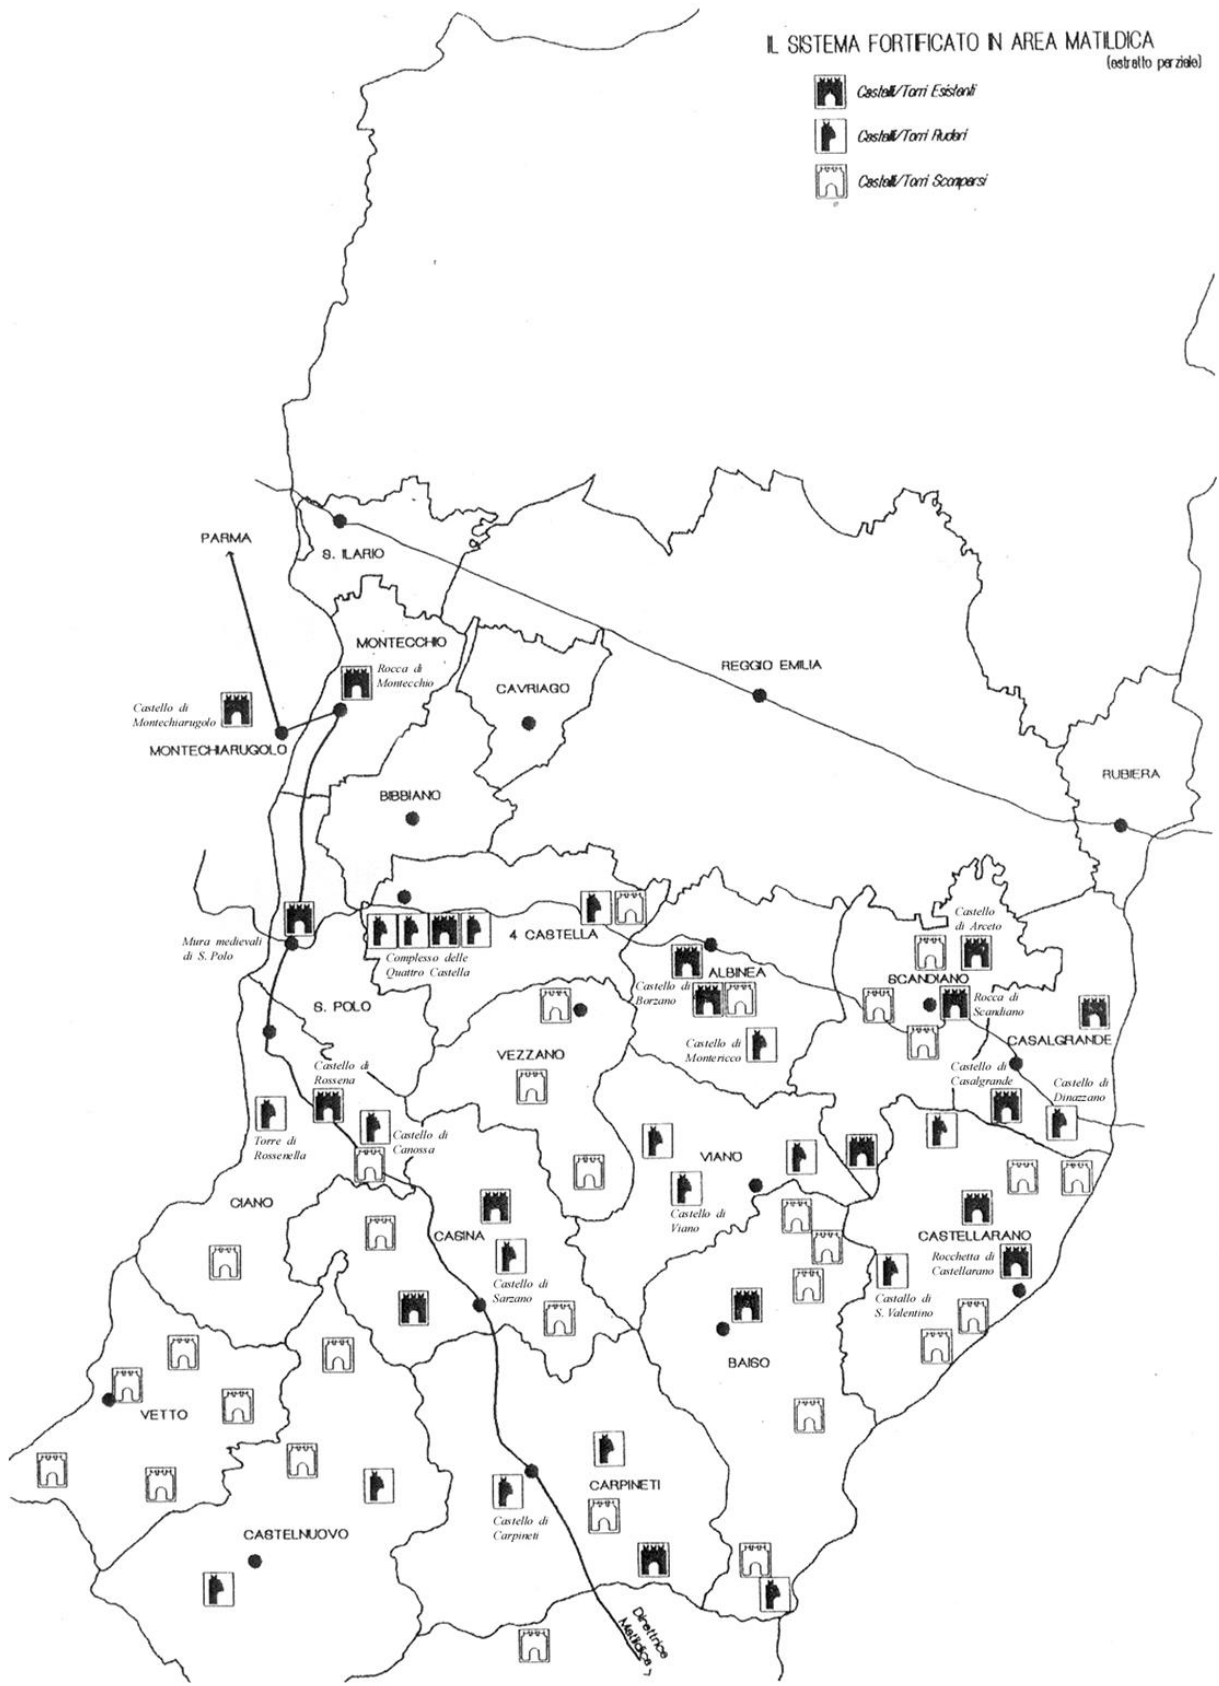 IL SISTEMA FORTIFICATO IN AREA MATILDICA
(estratto parziale)
Castelli/Torri Esistenti
Castelli/Torri Ruderi
Castelli/Torri Scomparsi
PARMA
S. ILARIO
MONTECCHIO
Rocca di
Montecchio
REGGIO EMILIA
CAVRIAGO
Castello di
Montechiarugolo
MONTECHIARUGOLO
RUBIERA
BIBBIANO
Mura medievali
di S. Polo
4 CASTELLA
Complesso delle
Quattro Castella
Castello
di Arceto
ALBINEA
SCANDIANO
Castello di
Borzano
Rocca di
Scandiano
S. POLO
CASALGRANDE
Castello di
Montericco
VEZZANO
Castello di
Rossena
Castello di
Casalgrande
Castello di
Dinazzano
Torre di
Rossenella
Castello di
Canossa
VIANO
CIANO
Castello di
Viano
CASINA
CASTELLARANO
Rocchetta di
Castellarano
Castello di
Sarzano
Castallo di
S. Valentino
BAISO
VETTO
CARPINETI
Castello di
Carpineti
CASTELNUOVO
Direttrice
Matildica